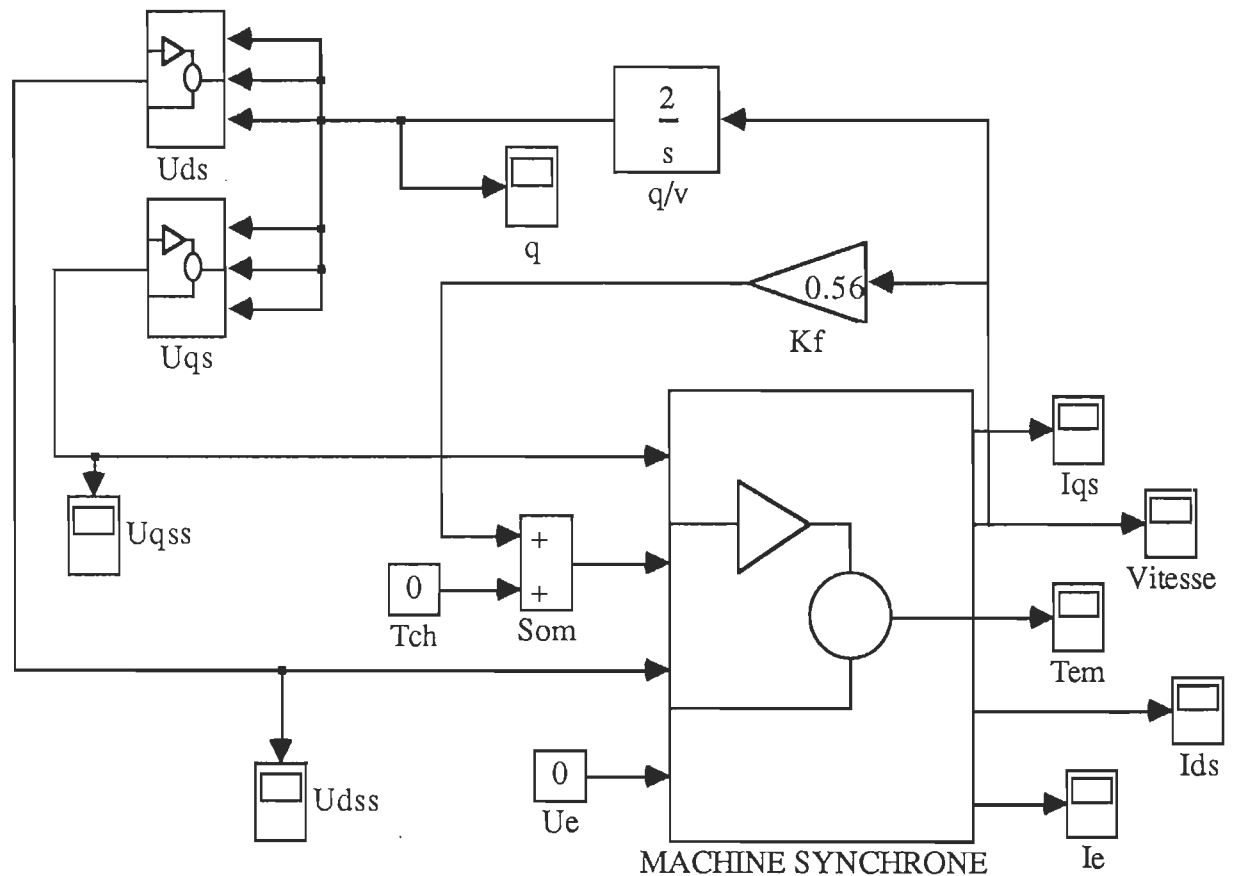 2
s
Uds
q/v
q
Uqs
0.56
Kf
Iqs
Uqss
+
Vitesse
0
+
Tch
Som
Tem
0
Ids
Udss
Ue
Ie
MACHINE SYNCHRONE